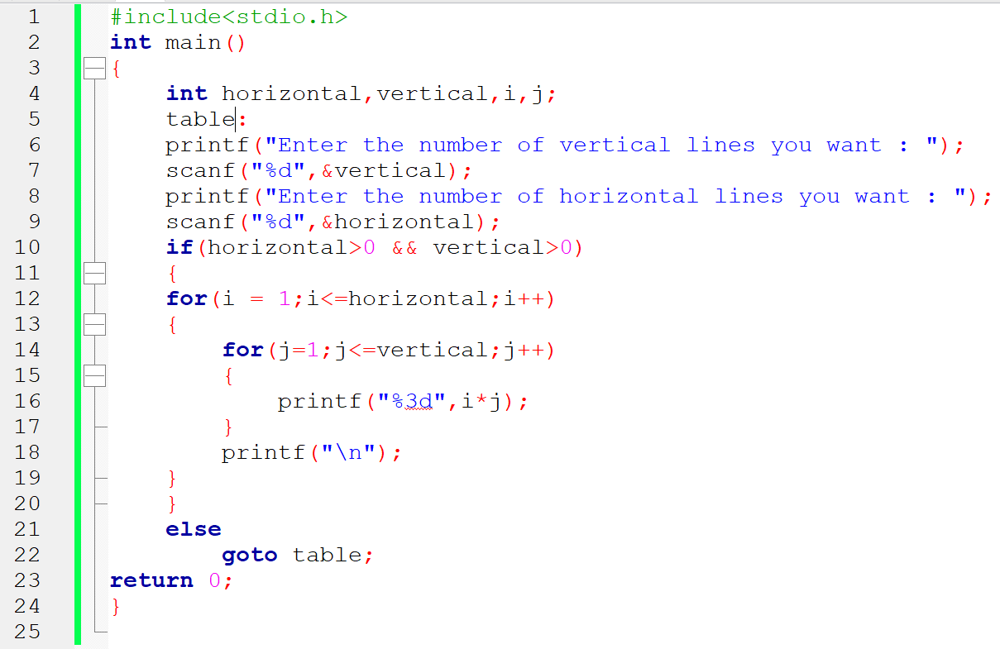 1 #include<stdio.h>
2 int main()
3 {
4 int horizontal,vertical,i,j;
5 table:
6 printf("Enter the number of vertical lines you want : ");
7 scanf("%d",&vertical);
8 printf("Enter the number of horizontal lines you want : ");
9 scanf("%d",&horizontal);
10 if(horizontal>0 && vertical>0)
11 {
12 for(i = 1;i<=horizontal;i++)
13 {
14 for(j=1;j<=vertical;j++)
15 {
16 printf("%3d",i*j);
17 }
18 printf("\n");
19 }
20 }
21 else
22 goto table;
23 return 0;
24 }
25